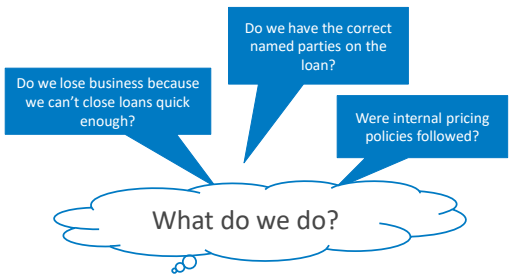 Do we have the correct
named parties on the
loan?
Do we lose business because
we can’t close loans quick
enough?
Were internal pricing
policies followed?
What do we do?